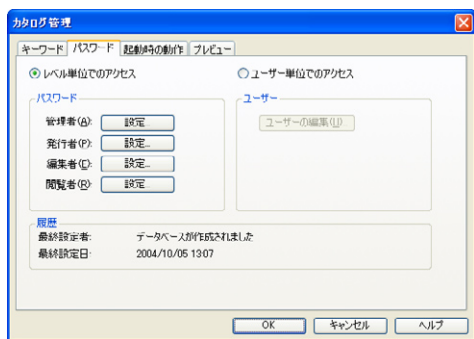 カタログ管理
キーワード パスワード 起動時の動作 プレビュー
レベル単位でのアクセス ユーザー単位でのアクセス
パスワード ユーザー
管理者(A): 設定... ユーザーの編集(U)...
発行者(P): 設定...
編集者(E): 設定...
閲覧者(R): 設定...
履歴
最終設定者: データベースが作成されました
最終設定日: 2004/10/05 13:07
OK キャンセル ヘルプ